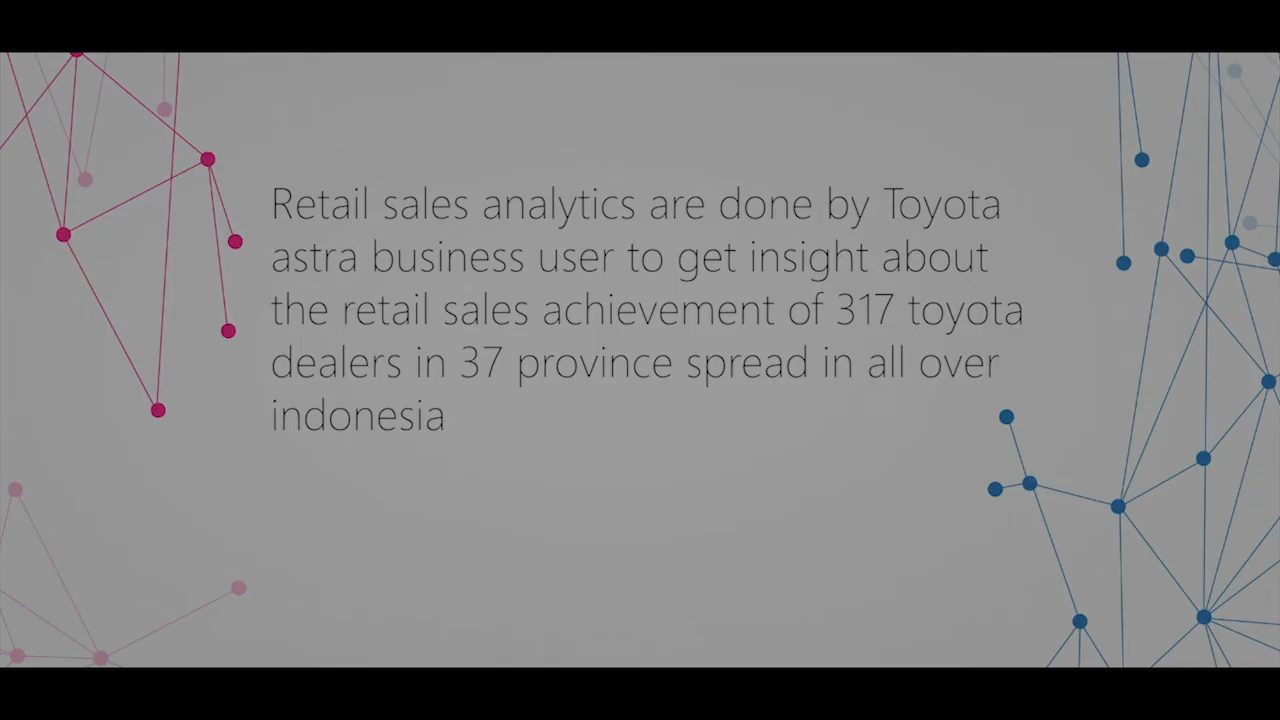 Retail sales analytics are done by Toyota
astra business user to get insight about
the retail sales achievement of 317 toyota
dealers in 37 province spread in all over
indonesia